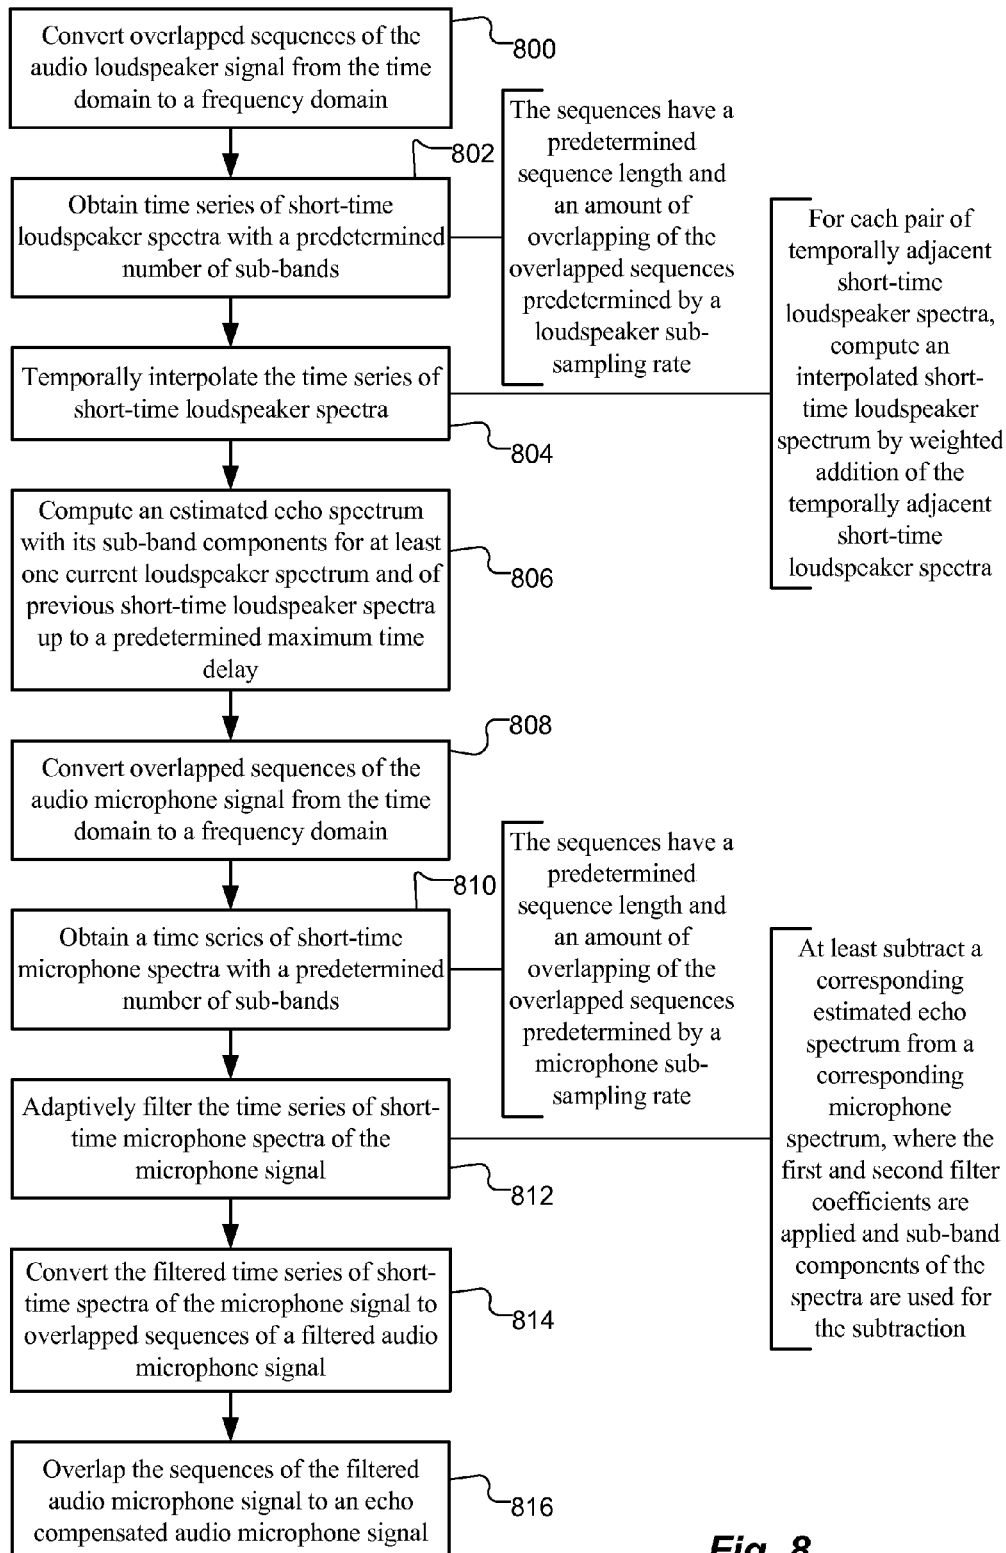 Convert overlapped sequences of the
audio loudspeaker signal from the time
domain to a frequency domain
800
802
Obtain time series of short-time
loudspeaker spectra with a predetermined
number of sub-bands
The sequences have a
predetermined
sequence length and
an amount of
overlapping of the
overlapped sequences
predetermined by a
loudspeaker sub-
sampling rate
Temporally interpolate the time series of
short-time loudspeaker spectra
804
For each pair of
temporally adjacent
short-time
loudspeaker spectra,
compute an
interpolated short-
time loudspeaker
spectrum by weighted
addition of the
temporally adjacent
short-time
loudspeaker spectra
Compute an estimated echo spectrum
with its sub-band components for at least
one current loudspeaker spectrum and of
previous short-time loudspeaker spectra
up to a predetermined maximum time
delay
806
808
Convert overlapped sequences of the
audio microphone signal from the time
domain to a frequency domain
810
Obtain a time series of short-time
microphone spectra with a predetermined
number of sub-bands
The sequences have a
predetermined
sequence length and
an amount of
overlapping of the
overlapped sequences
predetermined by a
microphone sub-
sampling rate
Adaptively filter the time series of short-
time microphone spectra of the
microphone signal
812
At least subtract a
corresponding
estimated echo
spectrum from a
corresponding
microphone
spectrum, where the
first and second filter
coefficients are
applied and sub-band
components of the
spectra are used for
the subtraction
Convert the filtered time series of short-
time spectra of the microphone signal to
overlapped sequences of a filtered audio
microphone signal
814
Overlap the sequences of the filtered
audio microphone signal to an echo
compensated audio microphone signal
816
Fig. 8